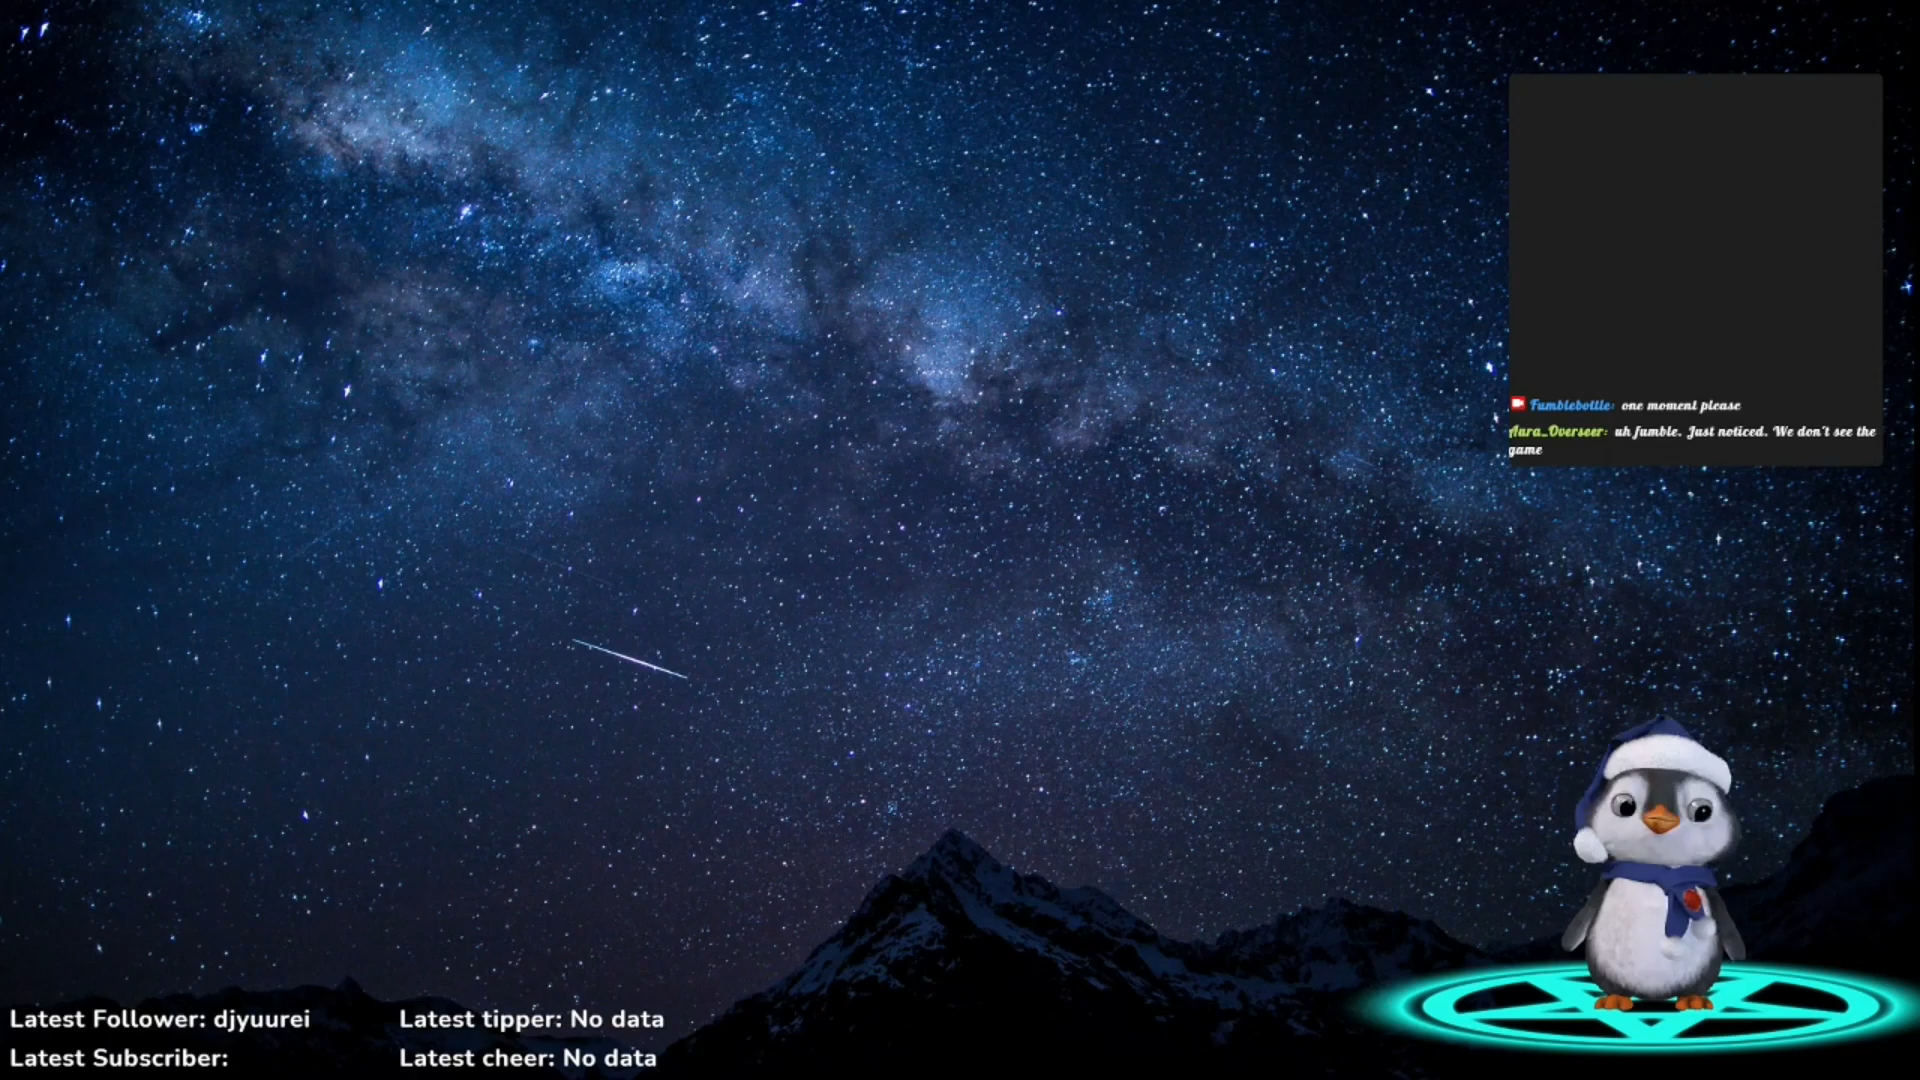 Fumblebottle: one moment please
Aura_Overseer: uh fumble. Just noticed. We don't see the
game
Latest Follower: djyuurei
Latest tipper: No data
Latest Subscriber:
Latest cheer: No data